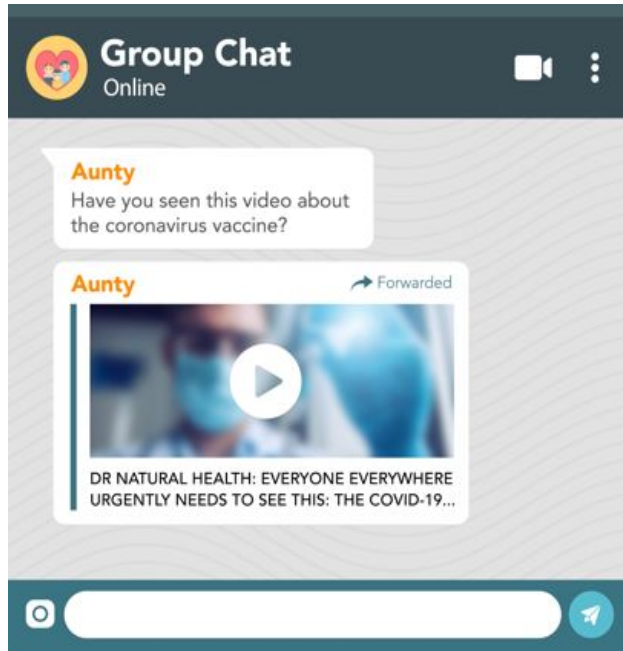 Group Chat
Online
Aunty
Have you seen this video about
the coronavirus vaccine?
Aunty
Forwarded
DR NATURAL HEALTH: EVERYONE EVERYWHERE
URGENTLY NEEDS TO SEE THIS: THE COVID-19...